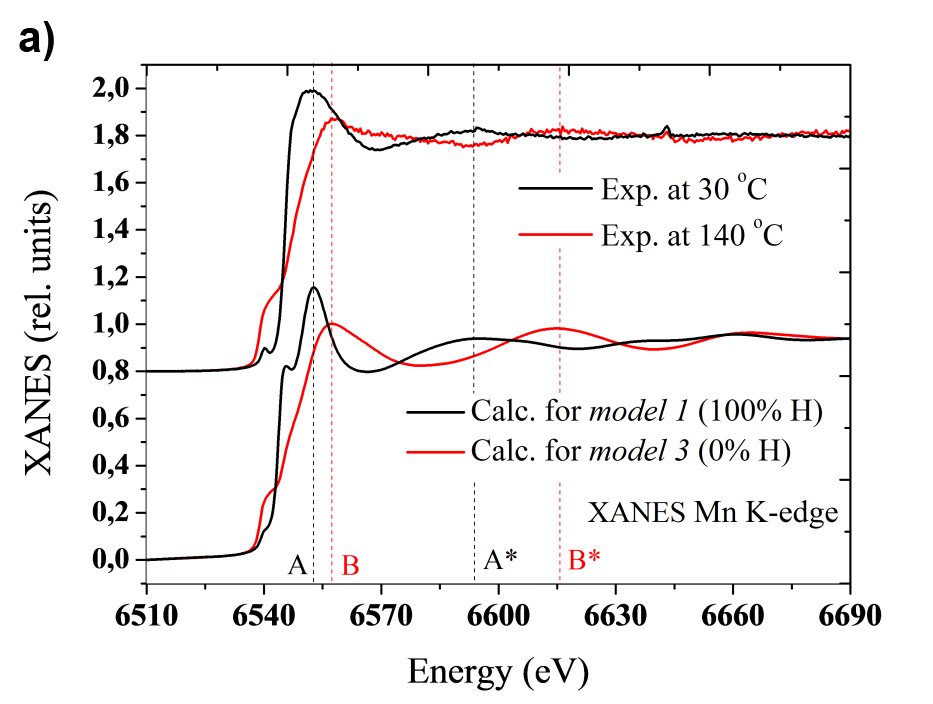 a)
XANES (rel. units)
2,0
1,8
1,6
1,4
1,2
1,0
0,8
0,6
0,4
0,2
0,0
Exp. at 30 °C
Exp. at 140 °C
Calc. for model 1 (100% H)
Calc. for model 3 (0% H)
XANES Mn K-edge
A B A* B*
6510 6540 6570 6600 6630 6660 6690
Energy (eV)